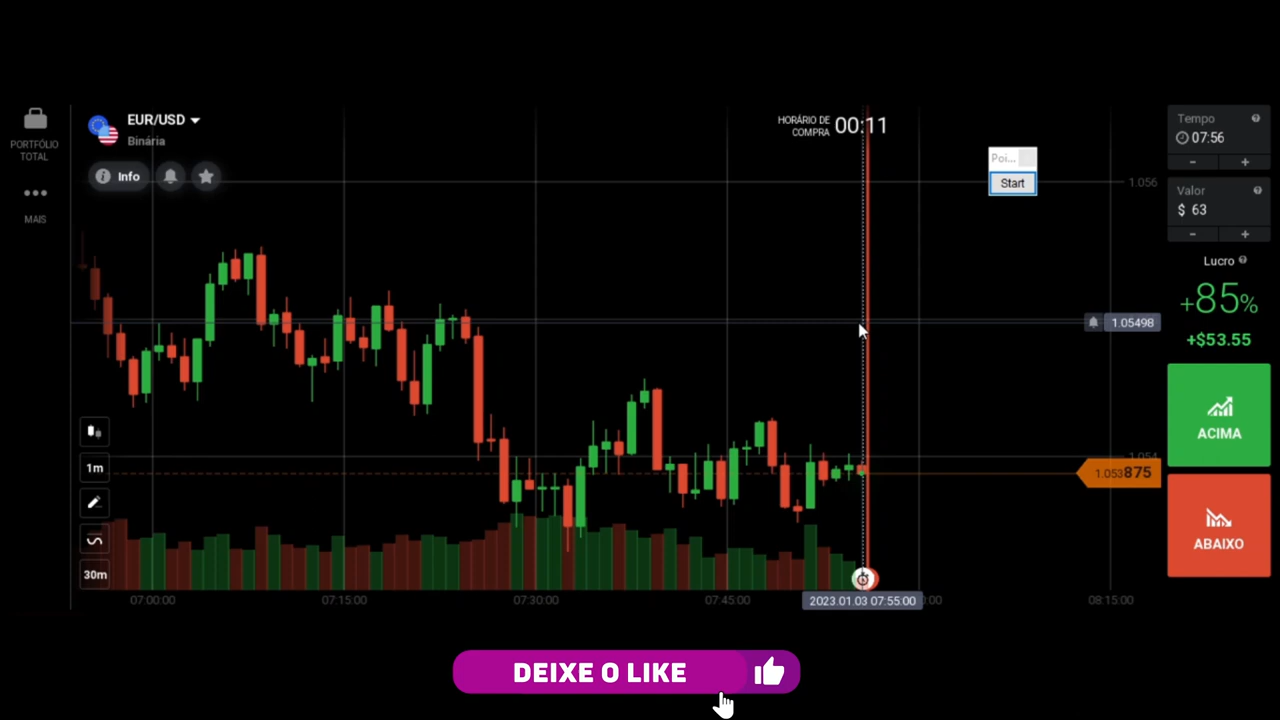 PORTFÓLIO
TOTAL
MAIS
EUR/USD
Binária
Info
HORÁRIO DE
COMPRA
00:11
Poi...
Start
1.056
1.05498
1.054
1.053875
1m
30m
07:00:00
07:15:00
07:30:00
07:45:00
2023.01.03 07:55:00
08:15:00
Tempo
07:56
-
+
Valor
$ 63
-
+
Lucro
+85%
+$53.55
ACIMA
ABAIXO
DEIXE O LIKE